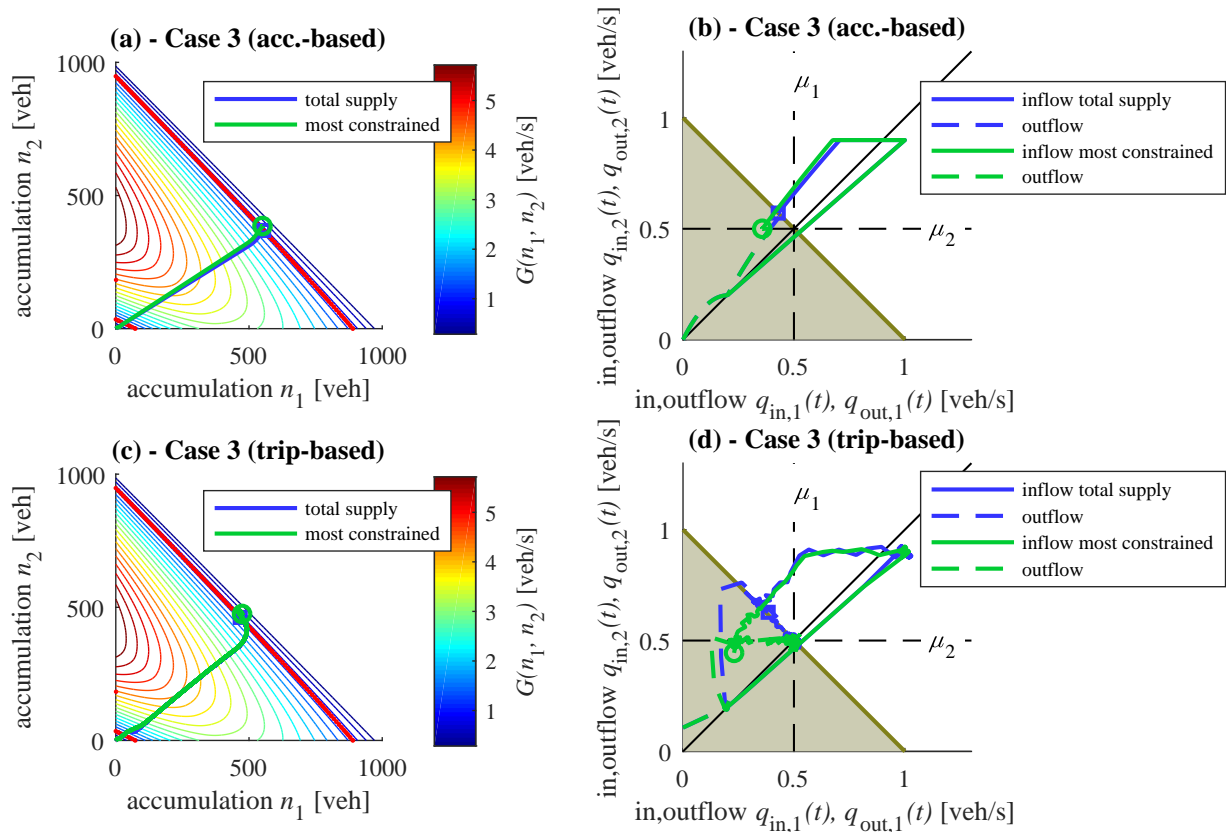 (a) - Case 3 (acc.-based)
1000
500
0
0
500
1000
accumulation n2 [veh]
accumulation n1 [veh]
total supply
most constrained
5
4
3
2
1
G(n1, n2) [veh/s]
(b) - Case 3 (acc.-based)
1
0.5
0
0
0.5
1
in,outflow qin,2(t), qout,2(t) [veh/s]
in,outflow qin,1(t), qout,1(t) [veh/s]
μ1
μ2
inflow total supply
outflow
inflow most constrained
outflow
(c) - Case 3 (trip-based)
1000
500
0
0
500
1000
accumulation n2 [veh]
accumulation n1 [veh]
total supply
most constrained
5
4
3
2
1
G(n1, n2) [veh/s]
(d) - Case 3 (trip-based)
1
0.5
0
0
0.5
1
in,outflow qin,2(t), qout,2(t) [veh/s]
in,outflow qin,1(t), qout,1(t) [veh/s]
μ1
μ2
inflow total supply
outflow
inflow most constrained
outflow